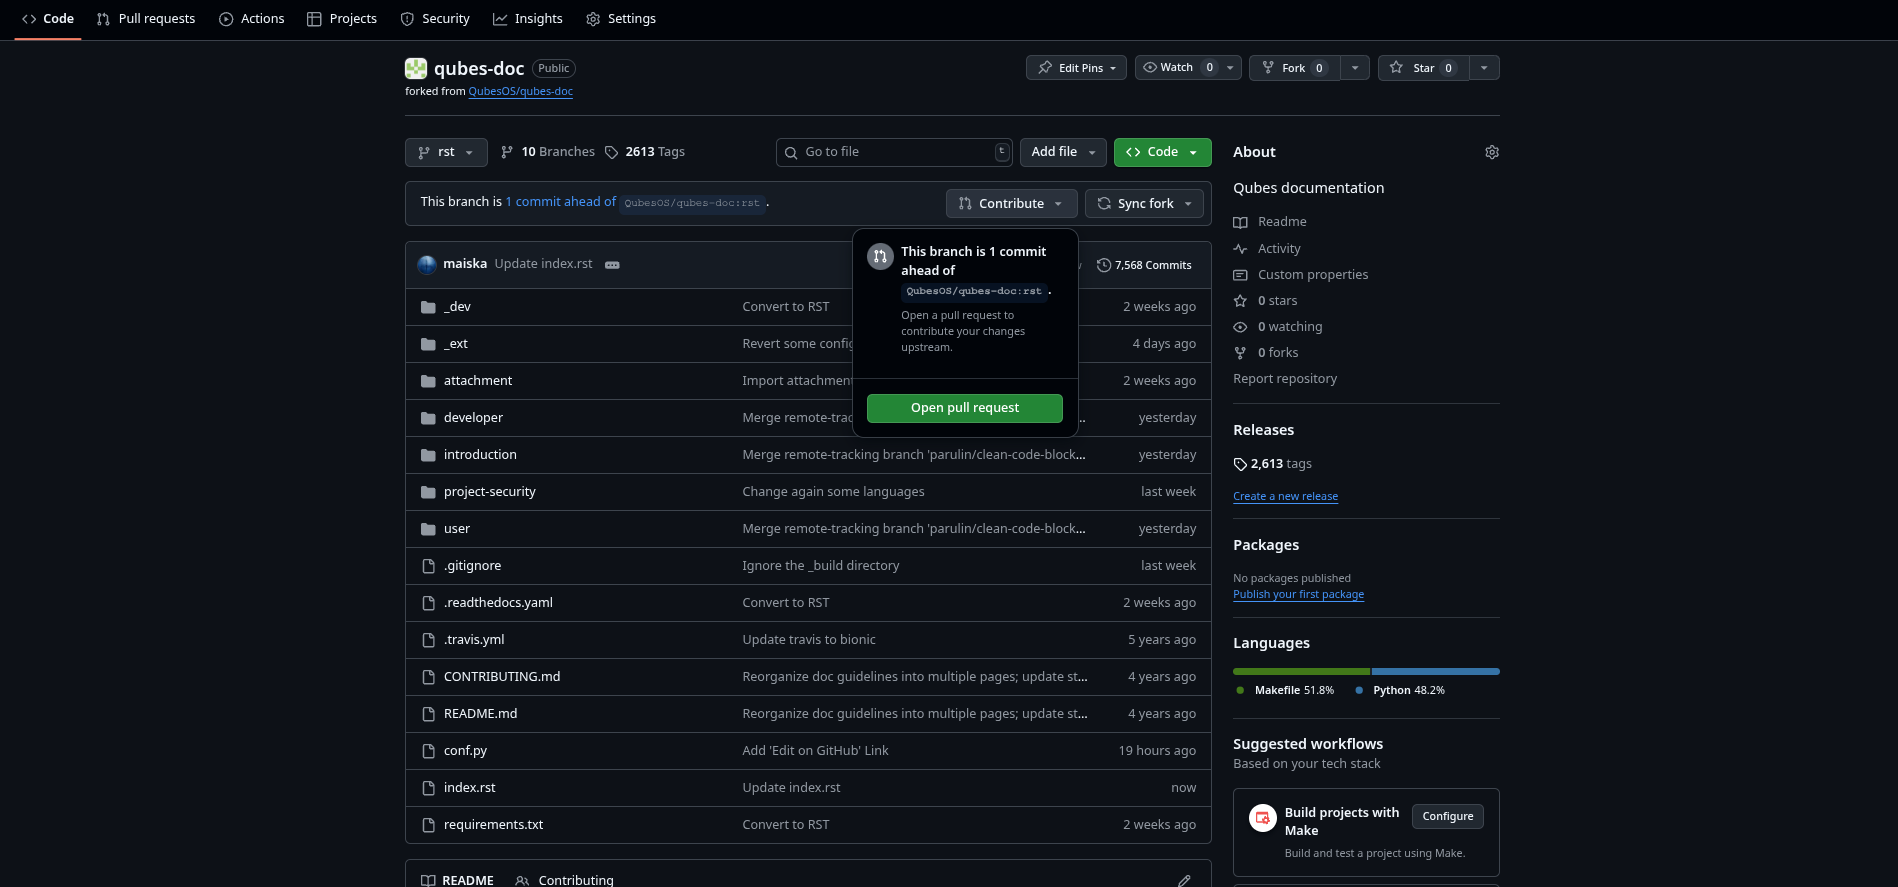 Code Pull requests Actions Projects Security Insights Settings
qubes-doc Public
Edit Pins Watch 0 Fork 0 Star 0
forked from QubesOS/qubes-doc
rst 10 Branches 2613 Tags Go to file t Add file Code
This branch is 1 commit ahead of QubesOS/qubes-doc:rst.
Contribute Sync fork
This branch is 1 commit
ahead of
QubesOS/qubes-doc:rst.
Open a pull request to
contribute your changes
upstream.
Open pull request
maiska Update index.rst 7,568 Commits
_dev Convert to RST 2 weeks ago
_ext Revert some config 4 days ago
attachment Import attachment 2 weeks ago
developer Merge remote-trac ... yesterday
introduction Merge remote-tracking branch 'parulin/clean-code-block... yesterday
project-security Change again some languages last week
user Merge remote-tracking branch 'parulin/clean-code-block... yesterday
.gitignore Ignore the _build directory last week
.readthedocs.yaml Convert to RST 2 weeks ago
.travis.yml Update travis to bionic 5 years ago
CONTRIBUTING.md Reorganize doc guidelines into multiple pages; update st... 4 years ago
README.md Reorganize doc guidelines into multiple pages; update st... 4 years ago
conf.py Add 'Edit on GitHub' Link 19 hours ago
index.rst Update index.rst now
requirements.txt Convert to RST 2 weeks ago
README Contributing
About
Qubes documentation
Readme
Activity
Custom properties
0 stars
0 watching
0 forks
Report repository
Releases
2,613 tags
Create a new release
Packages
No packages published
Publish your first package
Languages
Makefile 51.8% Python 48.2%
Suggested workflows
Based on your tech stack
Build projects with
Make
Configure
Build and test a project using Make.